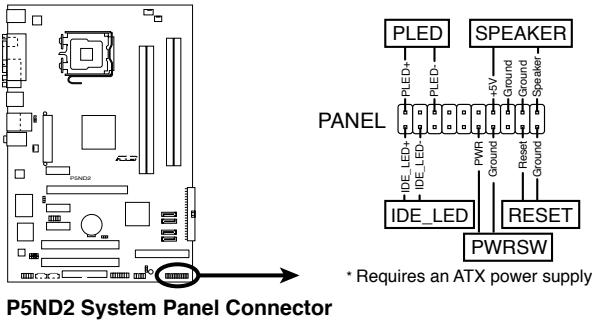 PLED SPEAKER
PLED+
PLED-
+5V
Ground
Ground
Speaker
PANEL
IDE_LED+
IDE_LED-
PWR
Ground
Reset
Ground
IDE_LED RESET
PWRSW
* Requires an ATX power supply
P5ND2
P5ND2 System Panel Connector